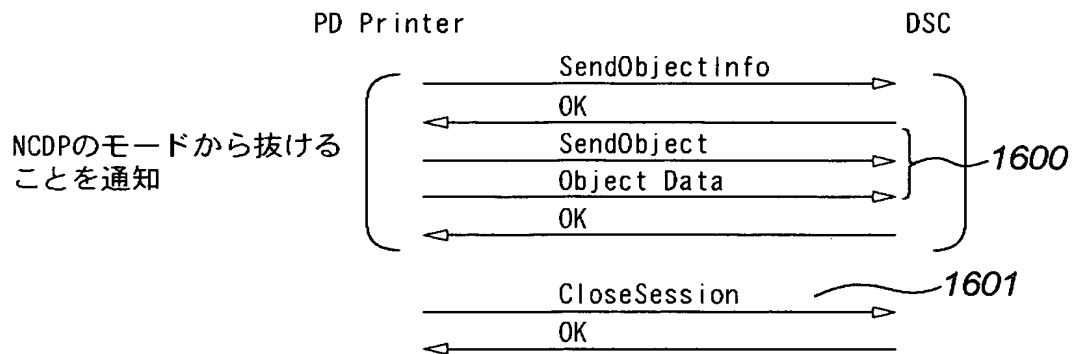 PD Printer DSC
SendObjectInfo
OK
NCDPのモードから抜ける
ことを通知
SendObject
1600
Object Data
OK
CloseSession
1601
OK